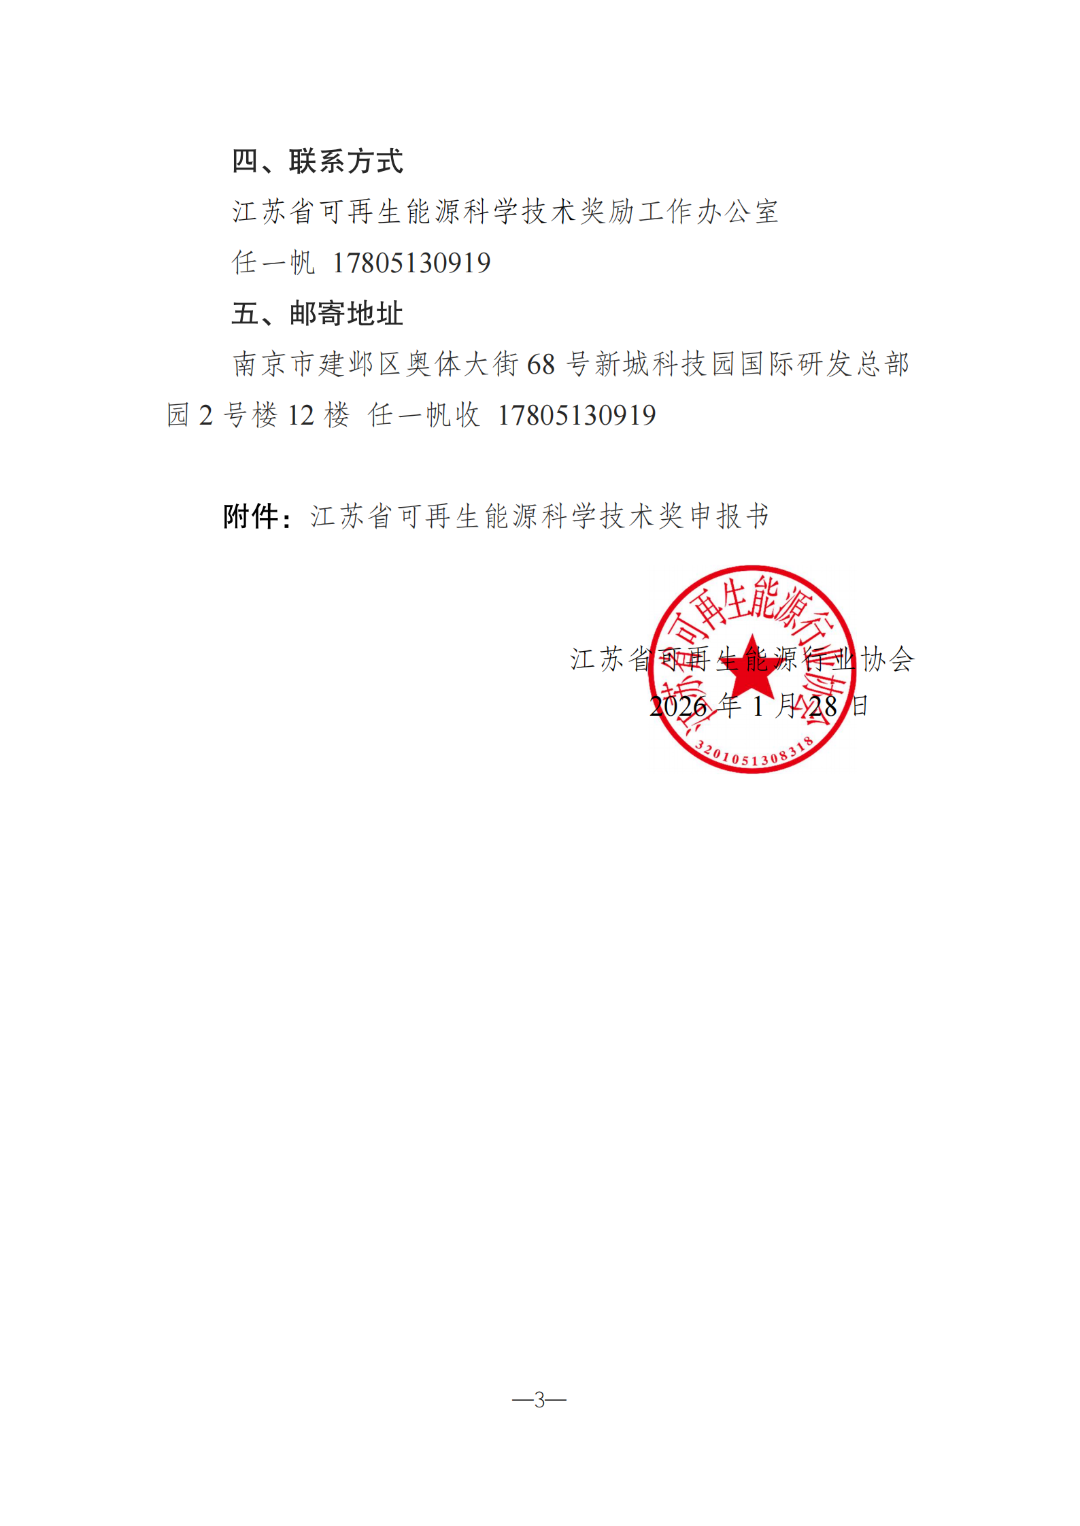 四、联系方式
江苏省可再生能源科学技术奖励工作办公室
任一帆 17805130919
五、邮寄地址
南京市建邺区奥体大街 68 号新城科技园国际研发总部
园 2 号楼 12 楼 任一帆收 17805130919
附件：江苏省可再生能源科学技术奖申报书
江苏省可再生能源行业协会
2026 年 1 月 28 日
江苏省可再生能源行业协会
3201051308318
—3—